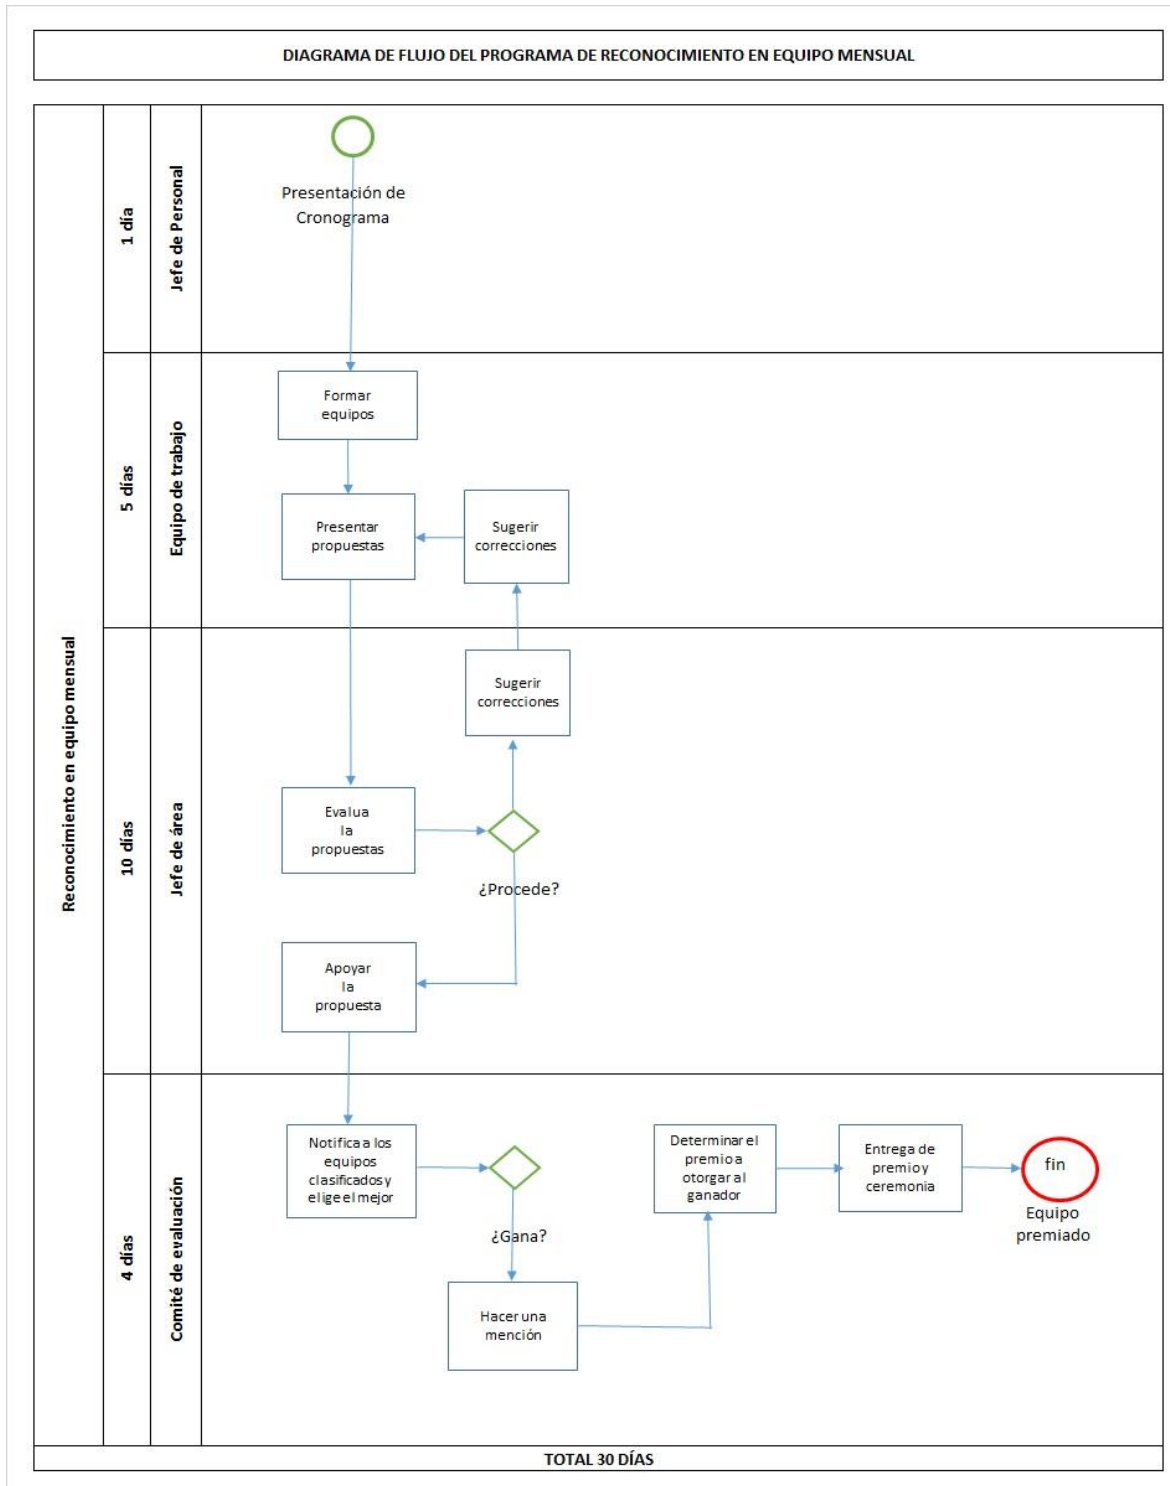 DIAGRAMA DE FLUJO DEL PROGRAMA DE RECONOCIMIENTO EN EQUIPO MENSUAL
Reconocimiento en equipo mensual
1 día
Jefe de Personal
Presentación de
Cronograma
5 días
Equipo de trabajo
Formar
equipos
Presentar
propuestas
Sugerir
correcciones
10 días
Jefe de área
Sugerir
correcciones
Evalua
la
propuestas
¿Procede?
Apoyar
la
propuesta
4 días
Comité de evaluación
Notifica a los
equipos
clasificados y
elige el mejor
¿Gana?
Hacer una
mención
Determinar el
premio a
otorgar al
ganador
Entrega de
premio y
ceremonia
fin
Equipo
premiado
TOTAL 30 DÍAS